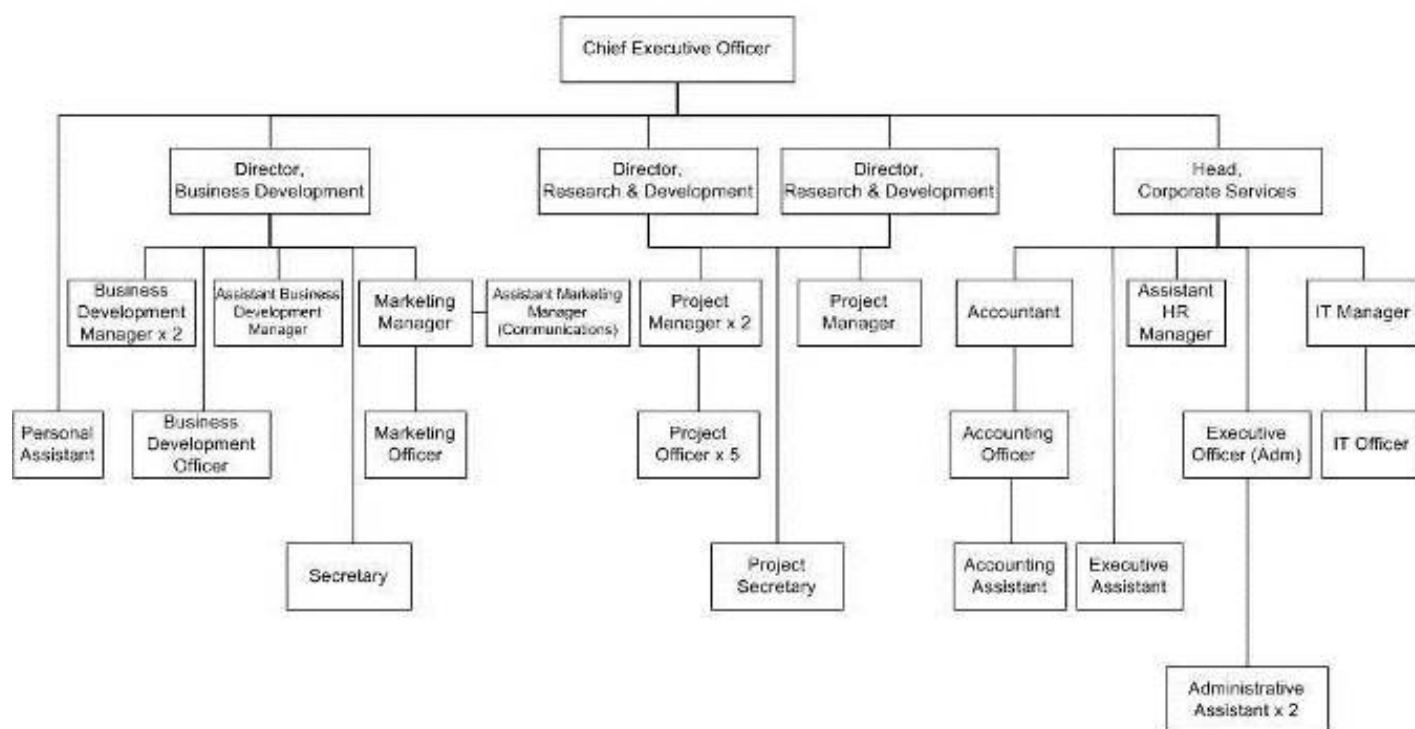 Chief Executive Officer
Director,
Business Development
Director,
Research & Development
Director,
Research & Development
Head,
Corporate Services
Business
Development
Manager x 2
Assistant Business
Development
Manager
Marketing
Manager
Assistant Marketing
Manager
(Communications)
Project
Manager x 2
Project
Manager
Accountant
Assistant
HR
Manager
IT Manager
Personal
Assistant
Business
Development
Officer
Marketing
Officer
Project
Officer x 5
Accounting
Officer
Executive
Officer (Adm)
IT Officer
Secretary
Project
Secretary
Accounting
Assistant
Executive
Assistant
Administrative
Assistant x 2